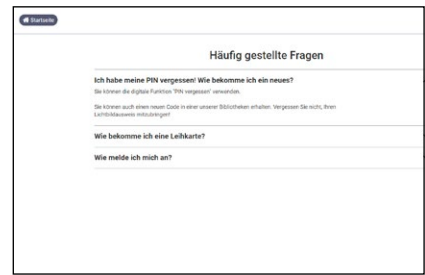 Startseite
Häufig gestellte Fragen
Ich habe meine PIN vergessen! Wie bekomme ich ein neues?
Sie können die digitale Funktion 'PIN vergessen' verwenden.
Sie können auch einen neuen Code in einer unserer Bibliotheken erhalten. Vergessen Sie nicht, Ihren
Lichtbildausweis mitzubringen!
Wie bekomme ich eine Leihkarte?
Wie melde ich mich an?